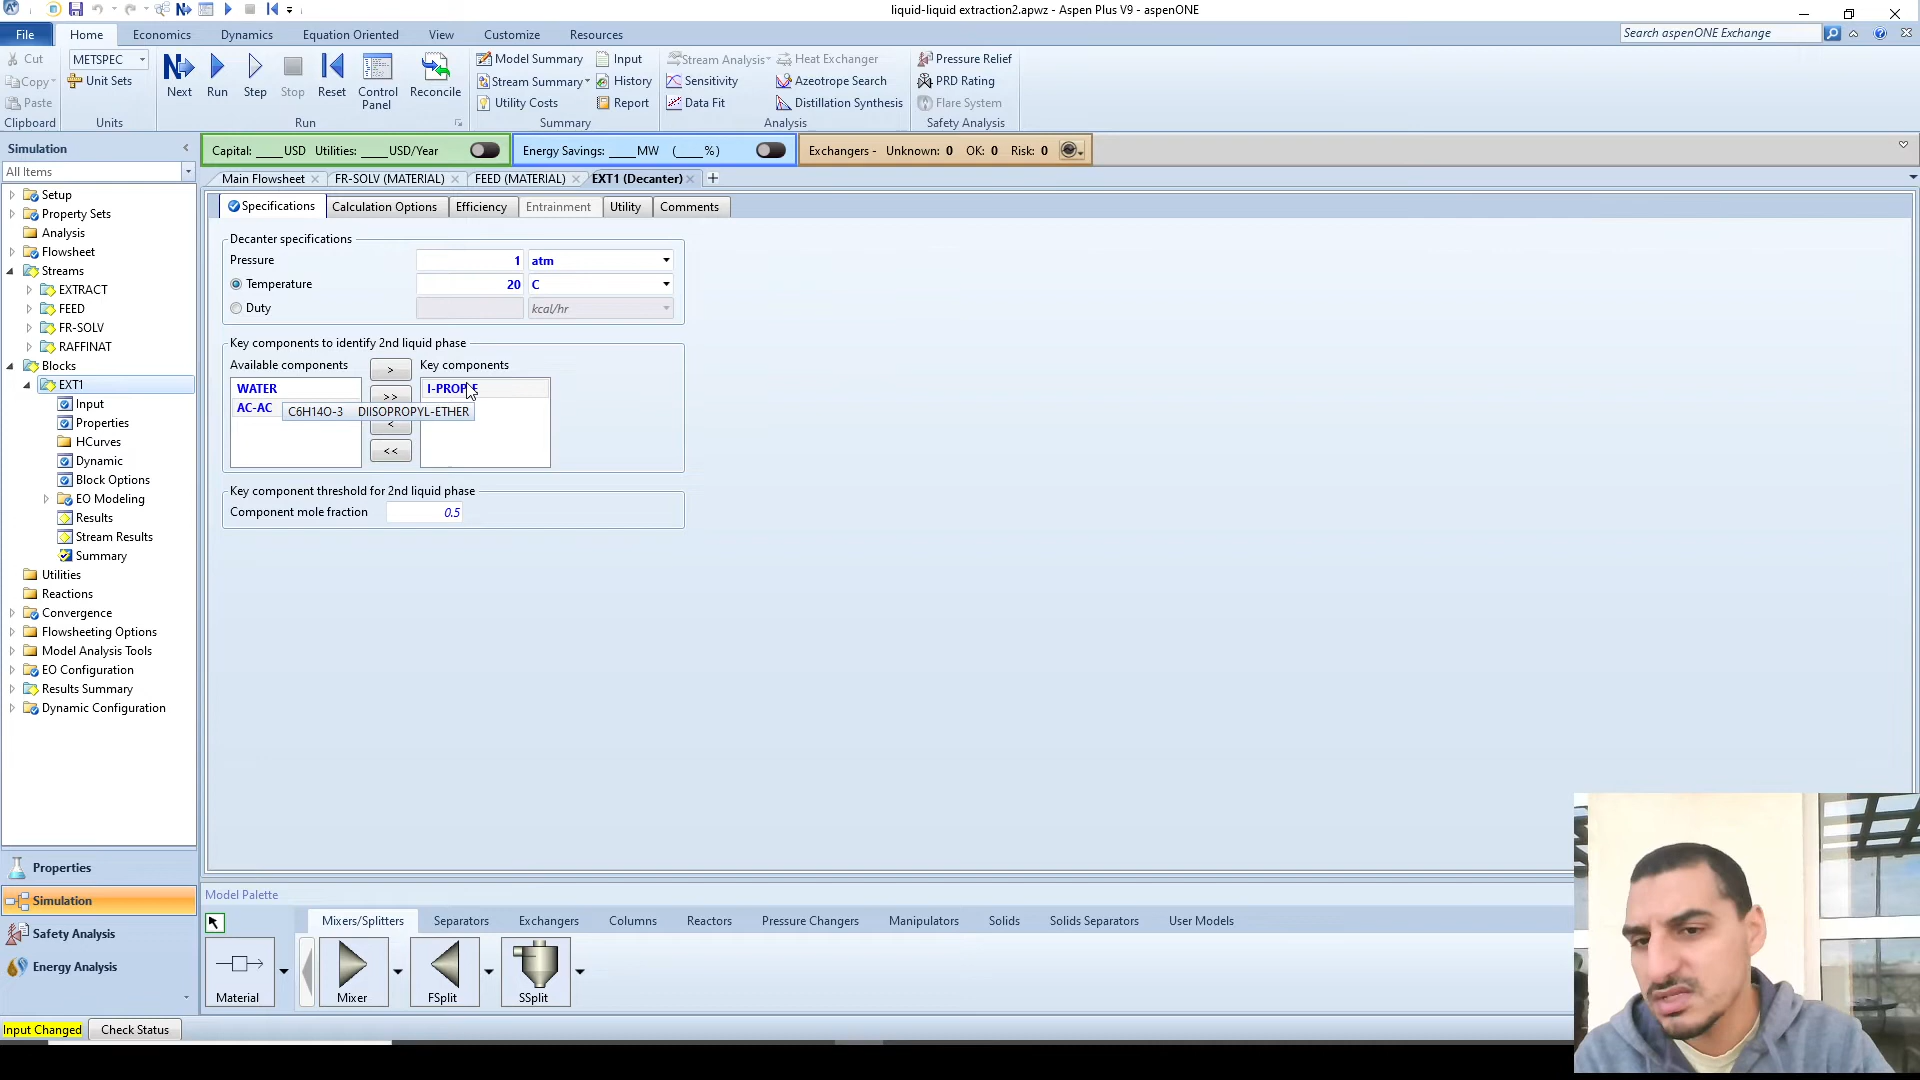 liquid-liquid extraction2.apwz - Aspen Plus V9 - aspenONE
File Home Economics Dynamics Equation Oriented View Customize Resources
Search aspenONE Exchange
Cut
Copy
Paste
Clipboard
METSPEC
Unit Sets
Units
Next
Run
Step
Stop
Reset
Control Panel
Reconcile
Run
Model Summary
Stream Summary
Utility Costs
Input
History
Report
Summary
Stream Analysis
Sensitivity
Data Fit
Heat Exchanger
Azeotrope Search
Distillation Synthesis
Analysis
Pressure Relief
PRD Rating
Flare System
Safety Analysis
Capital: ____USD Utilities: ____USD/Year
Energy Savings: ____MW (____%)
Exchangers - Unknown: 0 OK: 0 Risk: 0
Simulation
All Items
Setup
Property Sets
Analysis
Flowsheet
Streams
EXTRACT
FEED
FR-SOLV
RAFFINAT
Blocks
EXT1
Input
Properties
HCurves
Dynamic
Block Options
EO Modeling
Results
Stream Results
Summary
Utilities
Reactions
Convergence
Flowsheeting Options
Model Analysis Tools
EO Configuration
Results Summary
Dynamic Configuration
Properties
Simulation
Safety Analysis
Energy Analysis
Main Flowsheet FR-SOLV (MATERIAL) FEED (MATERIAL) EXT1 (Decanter)
Specifications Calculation Options Efficiency Entrainment Utility Comments
Decanter specifications
Pressure 1 atm
Temperature 20 C
Duty kcal/hr
Key components to identify 2nd liquid phase
Available components
Key components
WATER
AC-AC
> 
>>
<
<<
C6H14O-3 DIISOPROPYL-ETHER
Key component threshold for 2nd liquid phase
Component mole fraction 0.5
Model Palette
Mixers/Splitters Separators Exchangers Columns Reactors Pressure Changers Manipulators Solids Solids Separators User Models
Material
Mixer
FSplit
SSplit
Input Changed
Check Status